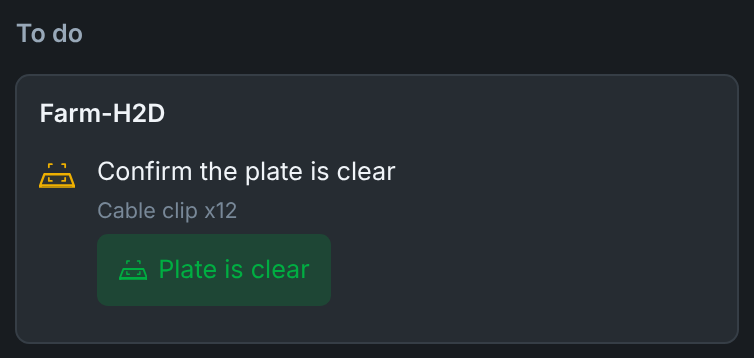 To do
Farm-H2D
Confirm the plate is clear
Cable clip x12
Plate is clear